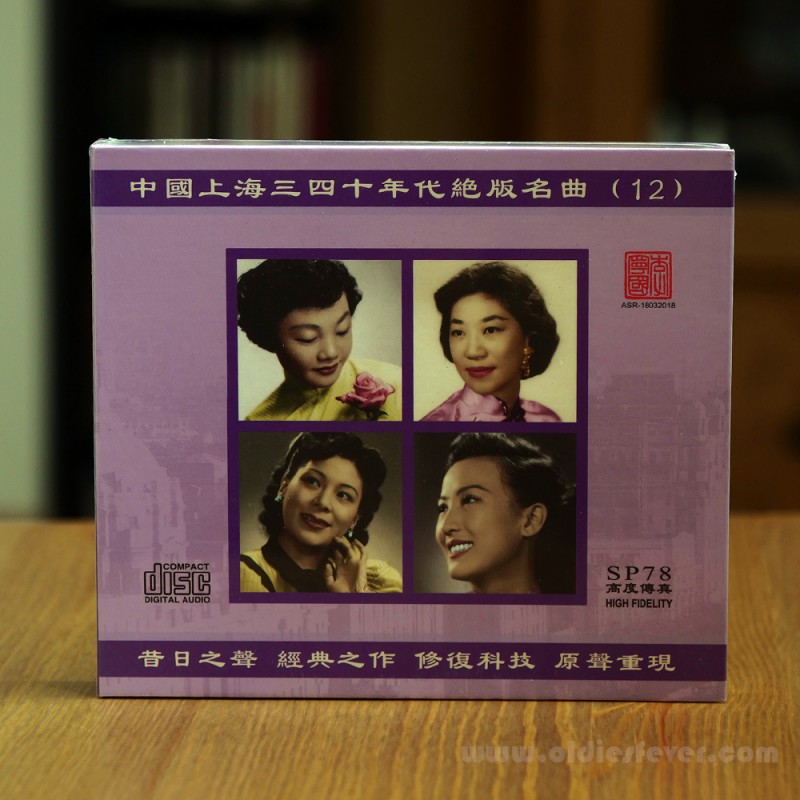 中國上海三四十年代絕版名曲（12）
ASR-18032018
COMPACT
disc
DIGITAL AUDIO
SP78
高度傳真
HIGH FIDELITY
昔日之聲 經典之作 修復科技 原聲重現
www.oldiesfever.com